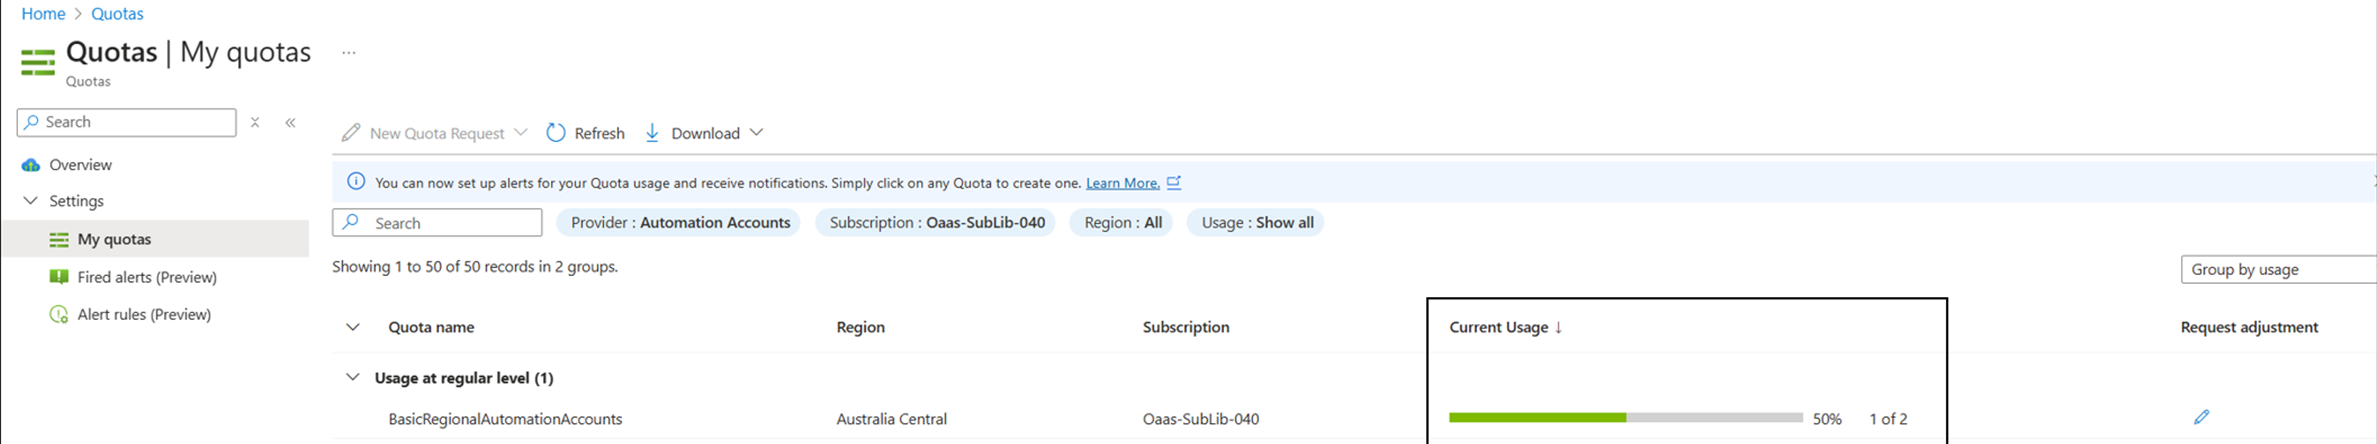 Home > Quotas
Quotas | My quotas ...
Quotas
Search
Overview
Settings
My quotas
Fired alerts (Preview)
Alert rules (Preview)
New Quota Request Refresh Download
You can now set up alerts for your Quota usage and receive notifications. Simply click on any Quota to create one. Learn More.
Search Provider : Automation Accounts Subscription : Oaas-SubLib-040 Region : All Usage : Show all
Showing 1 to 50 of 50 records in 2 groups.
Group by usage
Quota name Region Subscription Current Usage ↓ Request adjustment
Usage at regular level (1)
BasicRegionalAutomationAccounts Australia Central Oaas-SubLib-040 50% 1 of 2